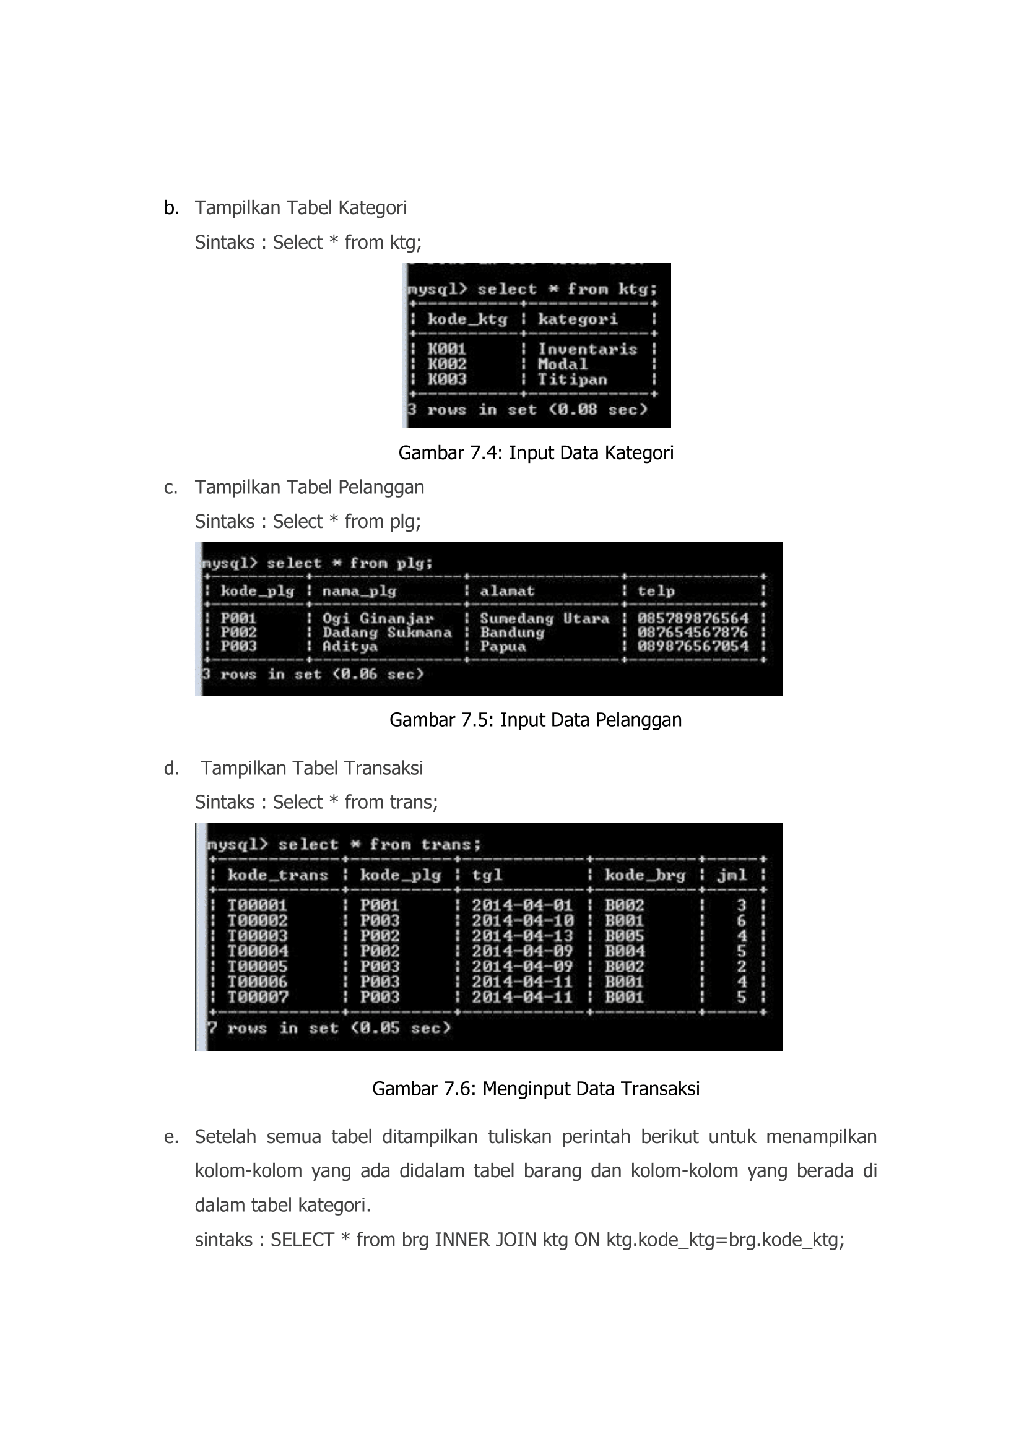 b. Tampilkan Tabel Kategori
Sintaks : Select * from ktg;
mysql> select * from ktg;
| kode_ktg | kategori |
| K001 | Inventaris |
| K002 | Modal |
| K003 | Titipan |
3 rows in set (0.08 sec)
Gambar 7.4: Input Data Kategori
c. Tampilkan Tabel Pelanggan
Sintaks : Select * from plg;
mysql> select * from plg;
| kode_plg | nama_plg | alamat | telp |
| P001 | Ogi Ginanjar | Sumedang Utara | 085789876564 |
| P002 | Dadang Sukmana | Bandung | 087654567876 |
| P003 | Aditya | Papua | 089876567054 |
3 rows in set (0.06 sec)
Gambar 7.5: Input Data Pelanggan
d. Tampilkan Tabel Transaksi
Sintaks : Select * from trans;
mysql> select * from trans;
| kode_trans | kode_plg | tgl | kode_brg | jml |
| T00001 | P001 | 2014-04-01 | B002 | 3 |
| T00002 | P003 | 2014-04-10 | B001 | 6 |
| T00003 | P002 | 2014-04-13 | B005 | 4 |
| T00004 | P002 | 2014-04-09 | B004 | 5 |
| T00005 | P003 | 2014-04-09 | B002 | 2 |
| T00006 | P003 | 2014-04-11 | B001 | 4 |
| T00007 | P003 | 2014-04-11 | B001 | 5 |
7 rows in set (0.05 sec)
Gambar 7.6: Menginput Data Transaksi
e. Setelah semua tabel ditampilkan tuliskan perintah berikut untuk menampilkan
kolom-kolom yang ada didalam tabel barang dan kolom-kolom yang berada di
dalam tabel kategori.
sintaks : SELECT * from brg INNER JOIN ktg ON ktg.kode_ktg=brg.kode_ktg;